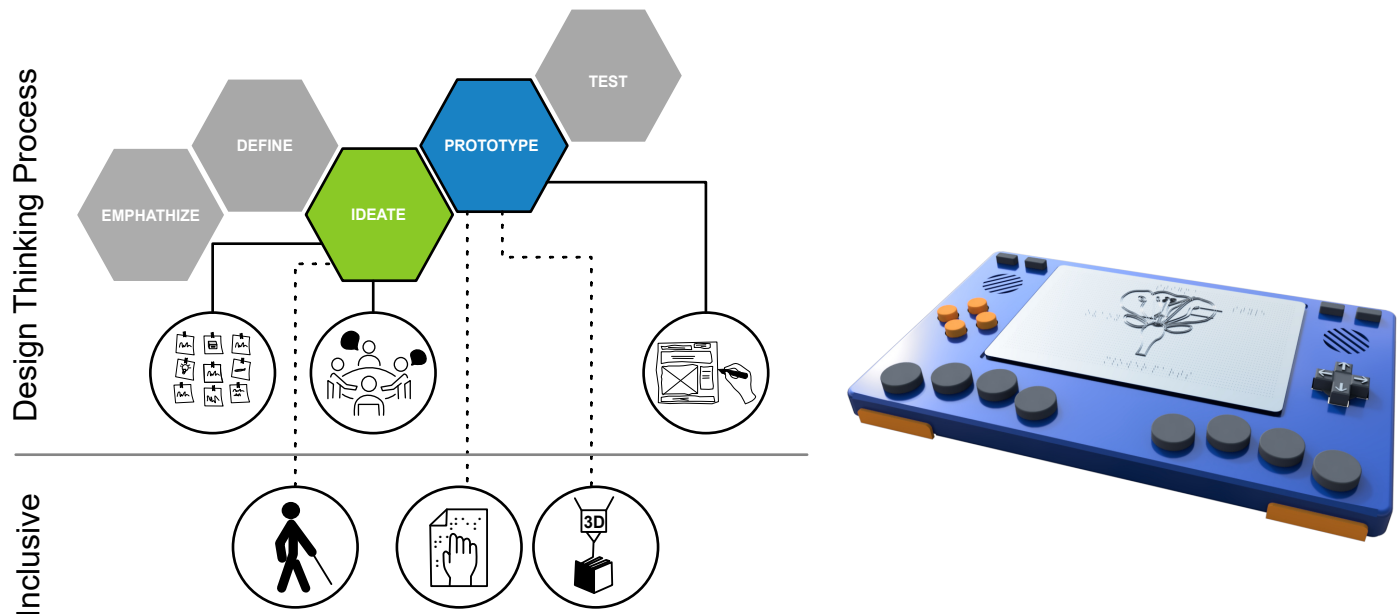 Design Thinking Process
EMPHATHIZE
DEFINE
IDEATE
PROTOTYPE
TEST
Inclusive
3D